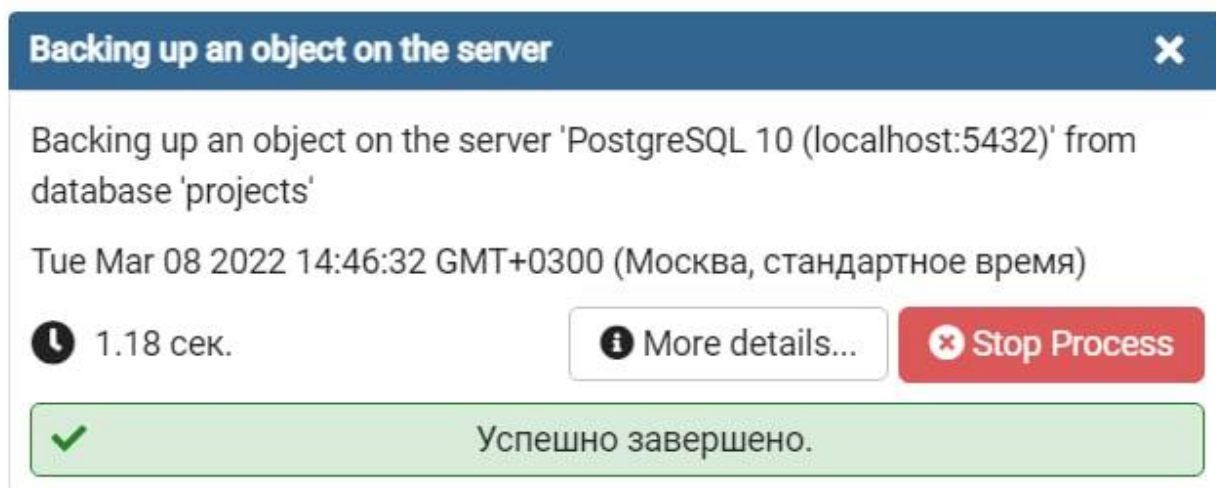 Backing up an object on the server
Backing up an object on the server 'PostgreSQL 10 (localhost:5432)' from
database 'projects'
Tue Mar 08 2022 14:46:32 GMT+0300 (Москва, стандартное время)
1.18 сек.
More details...
Stop Process
Успешно завершено.